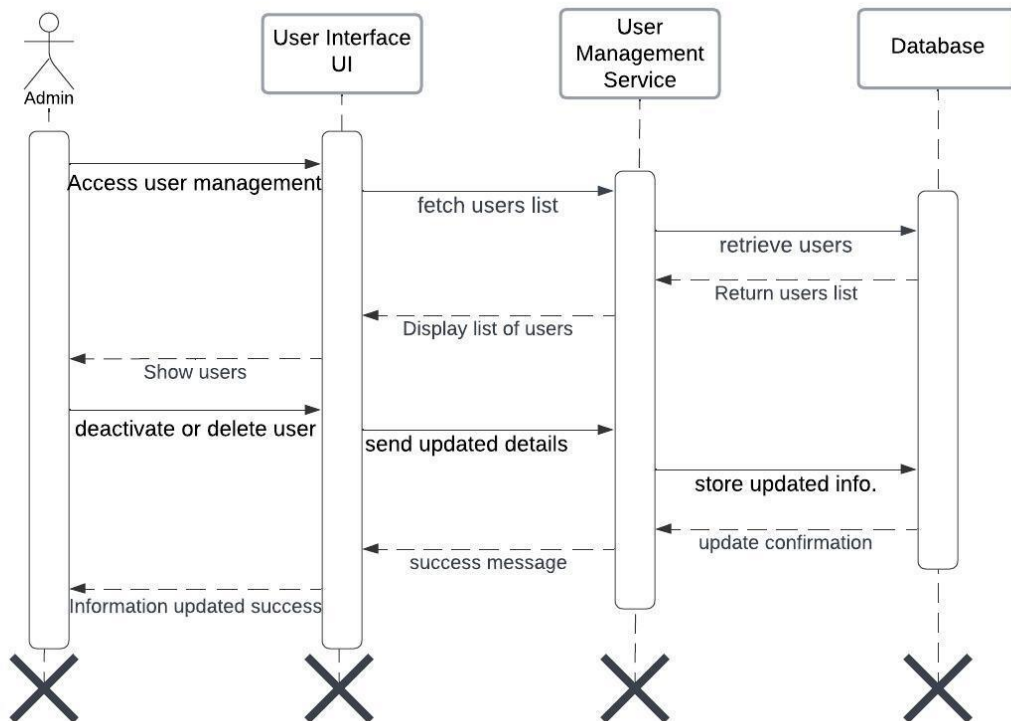 Admin
User Interface
UI
User
Management
Service
Database
Access user management
fetch users list
retrieve users
Return users list
Display list of users
Show users
deactivate or delete user
send updated details
store updated info.
update confirmation
success message
Information updated success